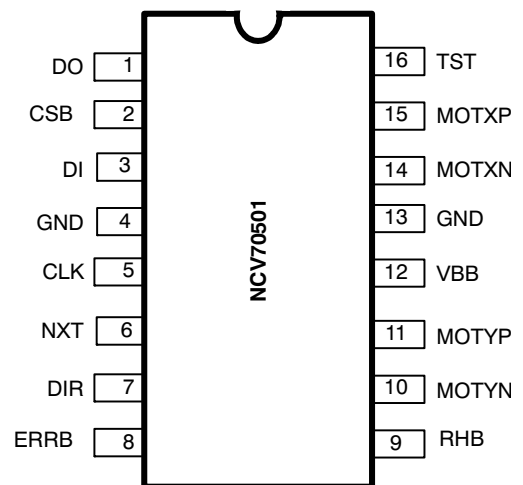 DO 1 16 TST
CSB 2 15 MOTXP
DI 3 14 MOTXN
GND 4 13 GND
CLK 5 12 VBB
NXT 6 11 MOTYP
DIR 7 10 MOTYN
ERRB 8 9 RHB
NCV70501